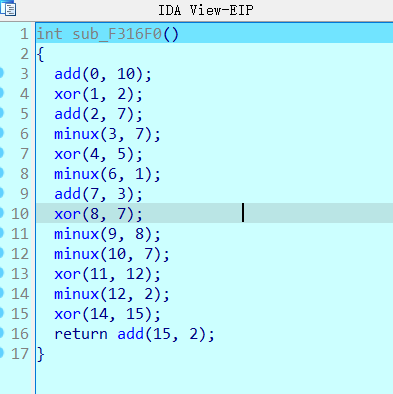 IDA View-EIP
1 int sub_F316F0()
2 {
3 add(0, 10);
4 xor(1, 2);
5 add(2, 7);
6 minux(3, 7);
7 xor(4, 5);
8 minux(6, 1);
9 add(7, 3);
10 xor(8, 7);
11 minux(9, 8);
12 minux(10, 7);
13 xor(11, 12);
14 minux(12, 2);
15 xor(14, 15);
16 return add(15, 2);
17 }